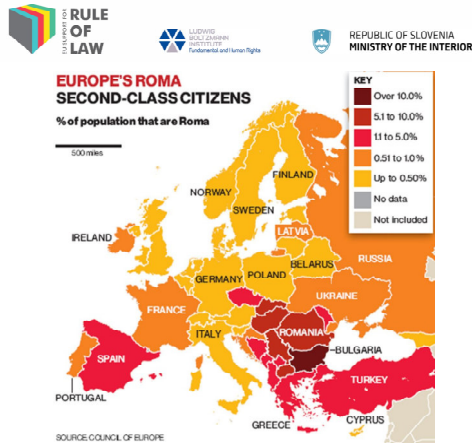 EU SUPPORT FOR
RULE
OF
LAW
LUDWIG
BOLTZMANN
INSTITUTE
Fundamental and Human Rights
REPUBLIC OF SLOVENIA
MINISTRY OF THE INTERIOR
EUROPE'S ROMA
SECOND-CLASS CITIZENS
% of population that are Roma
500 miles
KEY
Over 10.0%
5.1 to 10.0%
1.1 to 5.0%
0.51 to 1.0%
Up to 0.50%
No data
Not included
FINLAND
NORWAY
SWEDEN
IRELAND
LATVIA
RUSSIA
BELARUS
GERMANY
POLAND
UKRAINE
FRANCE
ITALY
ROMANIA
SPAIN
BULGARIA
TURKEY
PORTUGAL
GREECE
CYPRUS
SOURCE: COUNCIL OF EUROPE